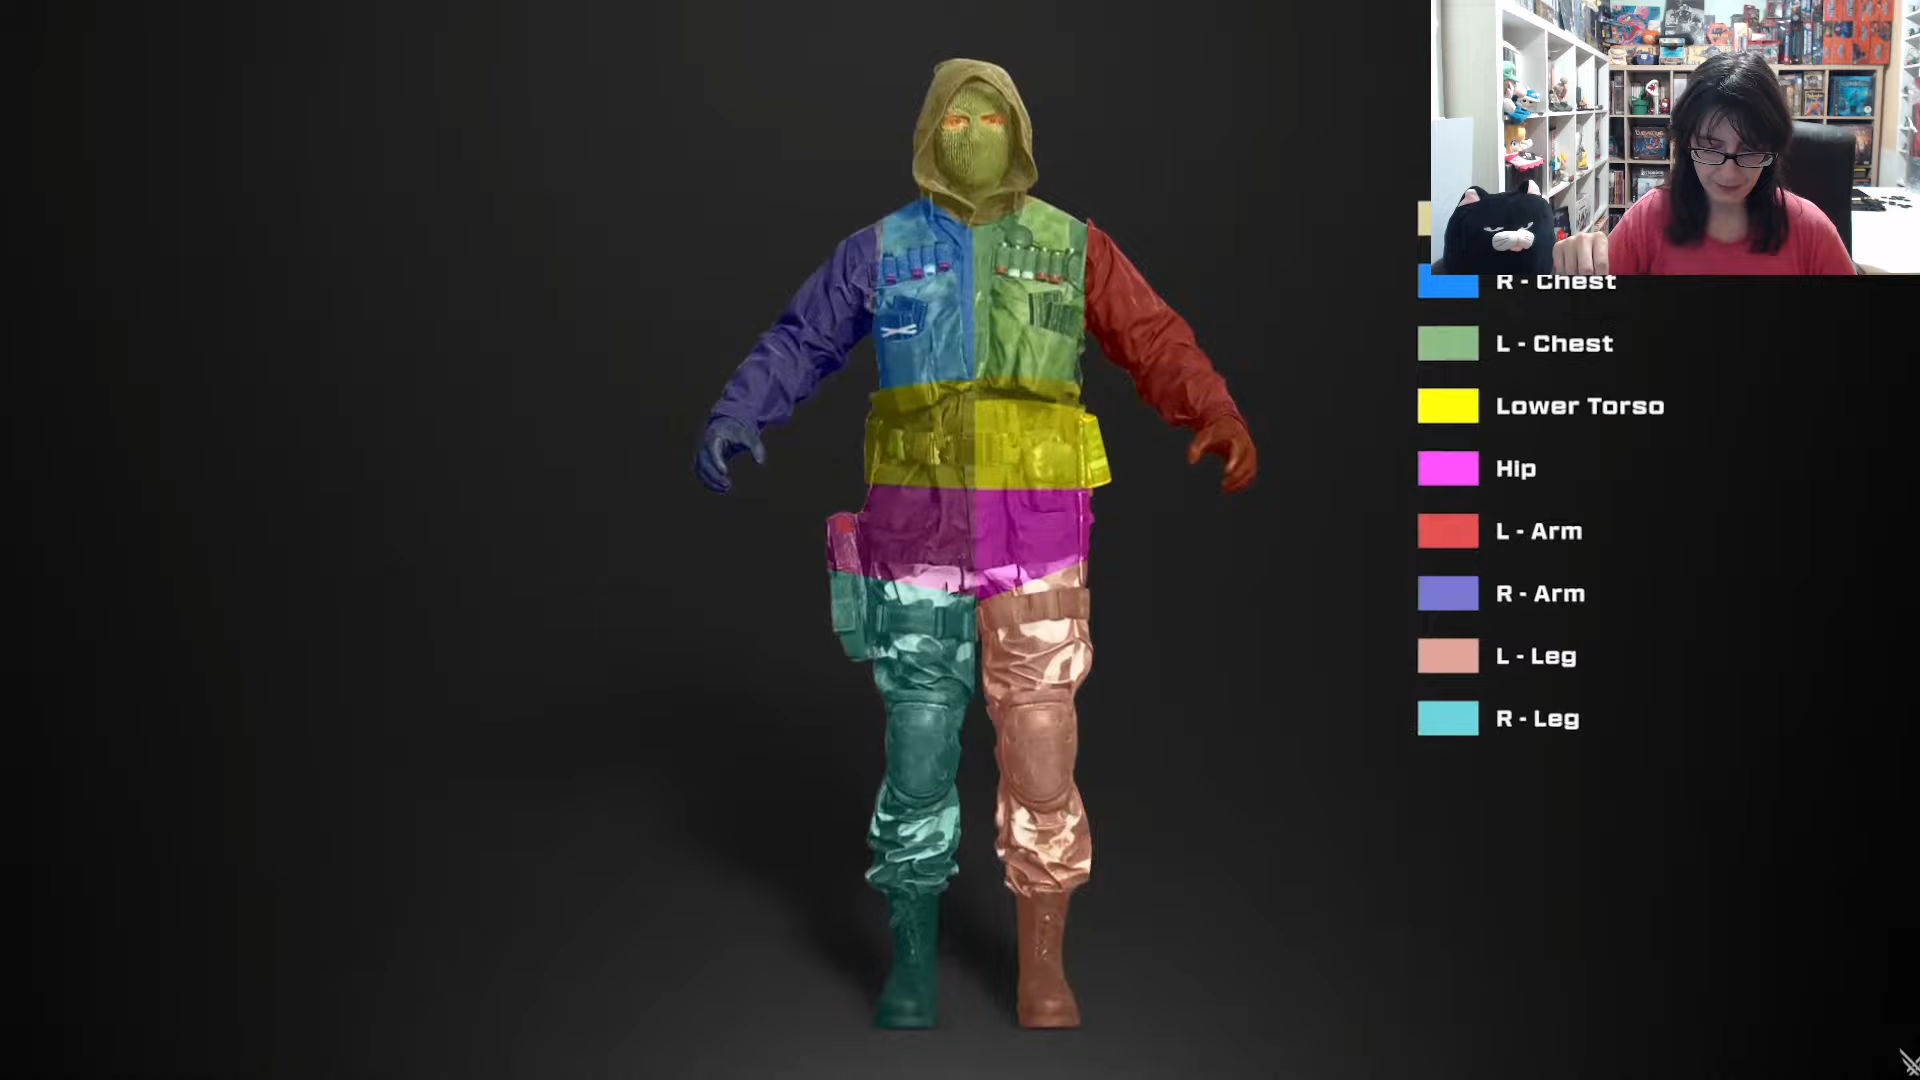 R - Chest
L - Chest
Lower Torso
Hip
L - Arm
R - Arm
L - Leg
R - Leg